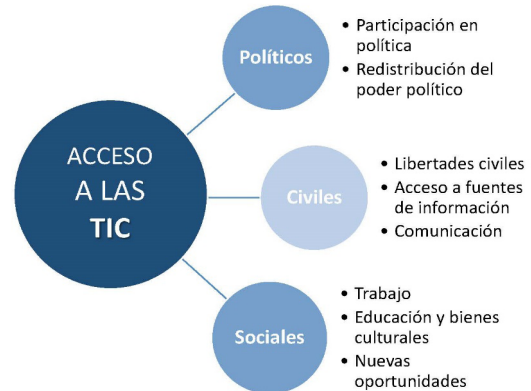 ACCESO
A LAS
TIC
Políticos
• Participación en
política
• Redistribución del
poder político
Civiles
• Libertades civiles
• Acceso a fuentes
de información
• Comunicación
Sociales
• Trabajo
• Educación y bienes
culturales
• Nuevas
oportunidades